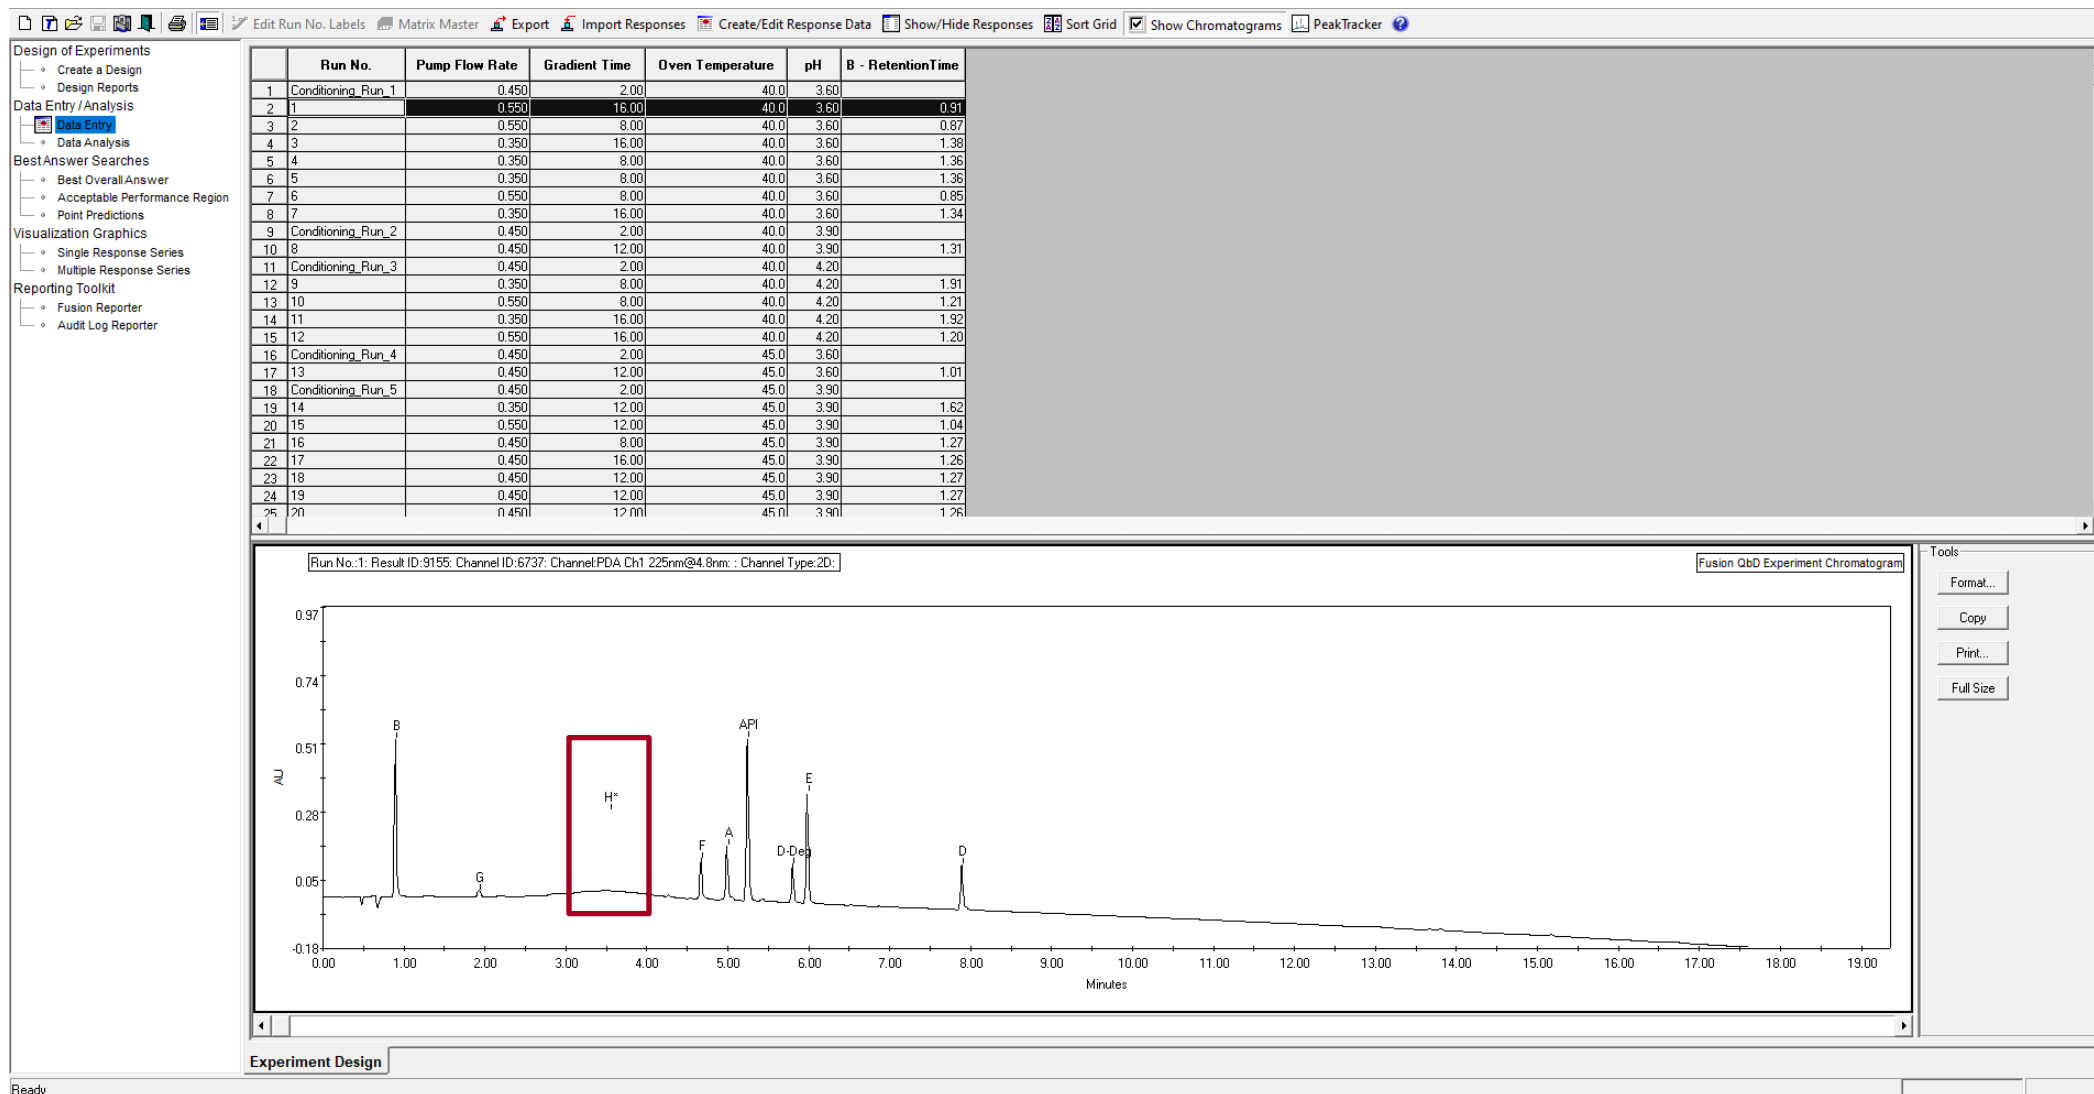 Edit Run No. Labels Matrix Master Export Import Responses Create/Edit Response Data Show/Hide Responses Sort Grid Show Chromatograms PeakTracker
Design of Experiments
Create a Design
Design Reports
Data Entry / Analysis
Data Entry
Data Analysis
Best Answer Searches
Best Overall Answer
Acceptable Performance Region
Point Predictions
Visualization Graphics
Single Response Series
Multiple Response Series
Reporting Toolkit
Fusion Reporter
Audit Log Reporter
Run No. Pump Flow Rate Gradient Time Oven Temperature pH B - RetentionTime
1 Conditioning_Run_1 0.450 2.00 40.0 3.60
2 1 0.550 16.00 40.0 3.60 0.91
3 2 0.550 8.00 40.0 3.60 0.87
4 3 0.350 16.00 40.0 3.60 1.38
5 4 0.350 8.00 40.0 3.60 1.36
6 5 0.350 8.00 40.0 3.60 1.36
7 6 0.550 8.00 40.0 3.60 0.85
8 7 0.350 16.00 40.0 3.60 1.34
9 Conditioning_Run_2 0.450 2.00 40.0 3.90
10 8 0.450 12.00 40.0 3.90 1.31
11 Conditioning_Run_3 0.450 2.00 40.0 4.20
12 9 0.350 8.00 40.0 4.20 1.91
13 10 0.550 8.00 40.0 4.20 1.21
14 11 0.350 16.00 40.0 4.20 1.92
15 12 0.550 16.00 40.0 4.20 1.20
16 Conditioning_Run_4 0.450 2.00 45.0 3.60
17 13 0.450 12.00 45.0 3.60 1.01
18 Conditioning_Run_5 0.450 2.00 45.0 3.90
19 14 0.350 12.00 45.0 3.90 1.62
20 15 0.550 12.00 45.0 3.90 1.04
21 16 0.450 8.00 45.0 3.90 1.27
22 17 0.450 16.00 45.0 3.90 1.26
23 18 0.450 12.00 45.0 3.90 1.27
24 19 0.450 12.00 45.0 3.90 1.27
25 20 0.450 12.00 45.0 3.90 1.26
Run No.:1: Result ID:9155: Channel ID:6737: Channel:PDA Ch1 225nm@4.8nm: : Channel Type:2D:
Fusion QbD Experiment Chromatogram
0.97
0.74
0.51
0.28
0.05
-0.18
AU
B
G
H*
F
A
API
D-Deg
E
D
0.00 1.00 2.00 3.00 4.00 5.00 6.00 7.00 8.00 9.00 10.00 11.00 12.00 13.00 14.00 15.00 16.00 17.00 18.00 19.00
Minutes
Tools
Format...
Copy
Print...
Full Size
Experiment Design
Ready